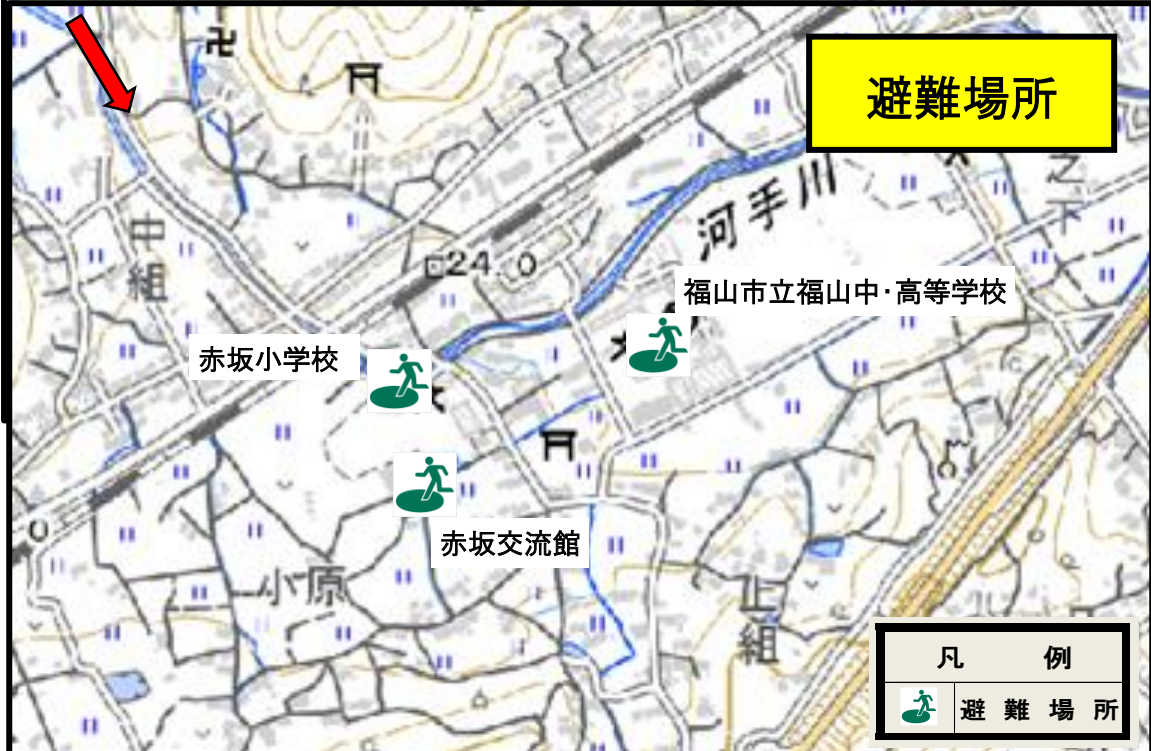 避難場所
河手川
中
組
24.0
福山市立福山中・高等学校
赤坂小学校
赤坂交流館
小原
凡 例
避 難 場 所